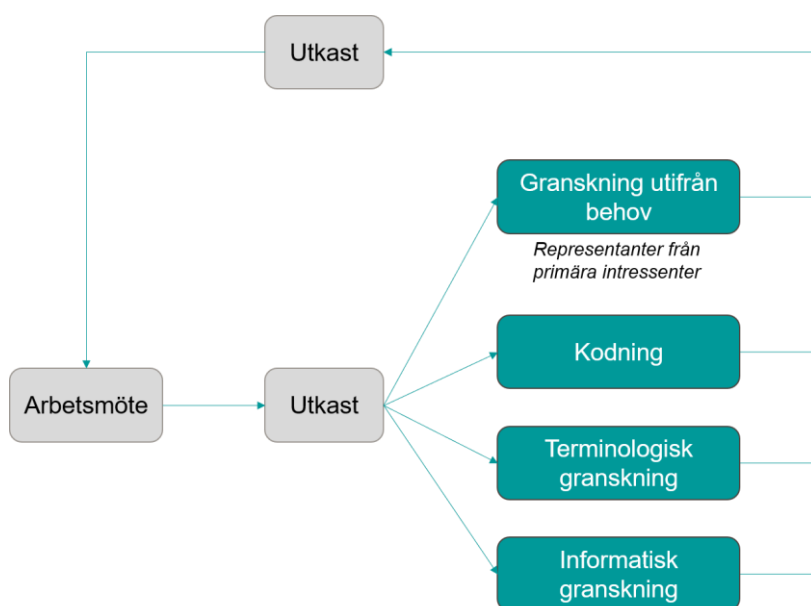 Utkast
Granskning utifrån
behov
Representanter från
primära intressenter
Kodning
Arbetsmöte
Utkast
Terminologisk
granskning
Informatisk
granskning